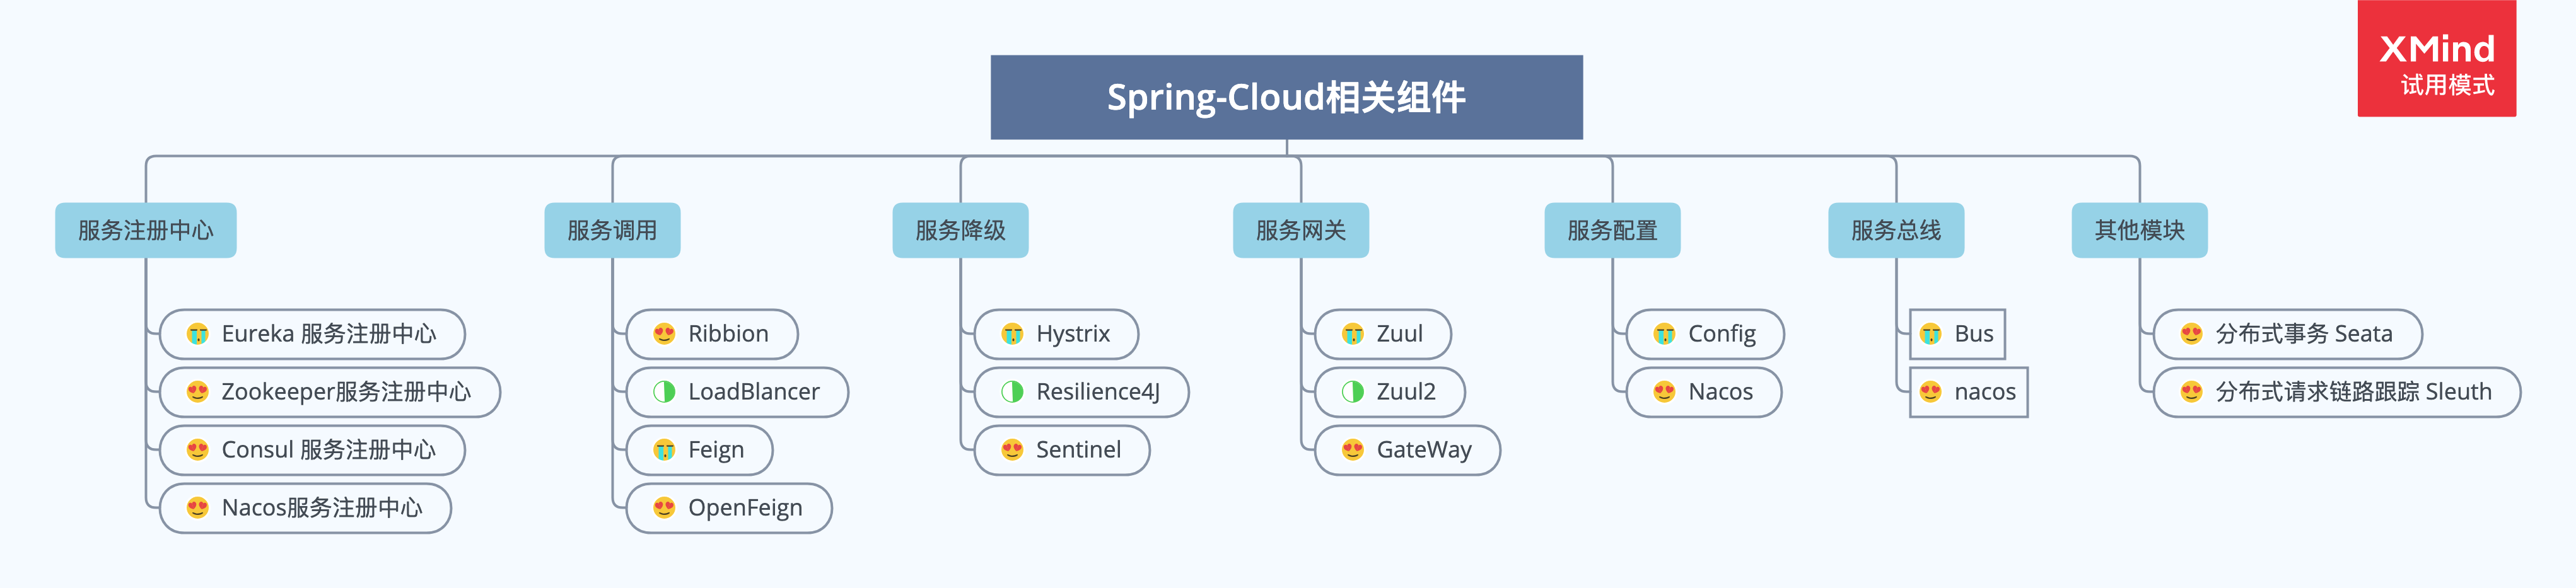 XMind
试用模式
Spring-Cloud相关组件
服务注册中心
Eureka 服务注册中心
Zookeeper服务注册中心
Consul 服务注册中心
Nacos服务注册中心
服务调用
Ribbion
LoadBlancer
Feign
OpenFeign
服务降级
Hystrix
Resilience4J
Sentinel
服务网关
Zuul
Zuul2
GateWay
服务配置
Config
Nacos
服务总线
Bus
nacos
其他模块
分布式事务 Seata
分布式请求链路跟踪 Sleuth